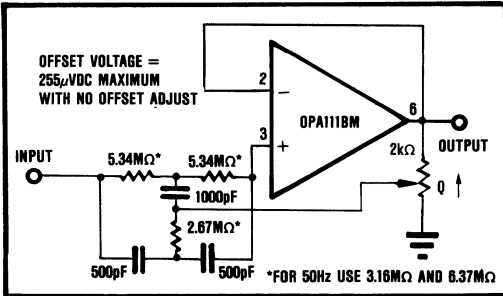 OFFSET VOLTAGE =
255µVDC MAXIMUM
WITH NO OFFSET ADJUST
2
−
OPA111BM
6
3
+
INPUT
5.34MΩ*
5.34MΩ*
2kΩ
OUTPUT
1000pF
Q
2.67MΩ*
500pF
500pF
*FOR 50Hz USE 3.16MΩ AND 6.37MΩ